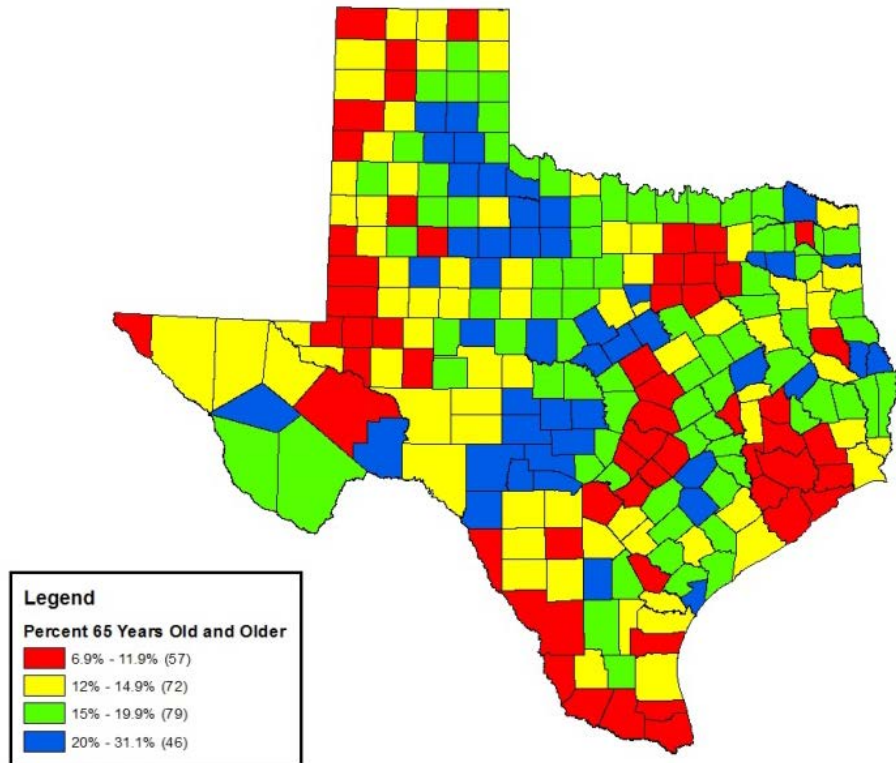 Legend
Percent 65 Years Old and Older
6.9% - 11.9% (57)
12% - 14.9% (72)
15% - 19.9% (79)
20% - 31.1% (46)